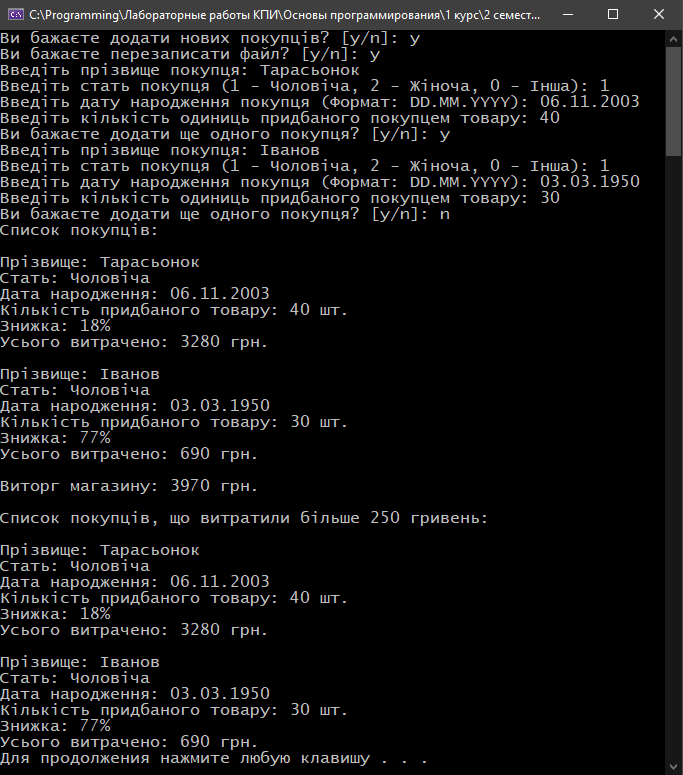 C:\Programming\Лабораторные работы КПИ\Основы программирования\1 курс\2 семест...
Ви бажаєте додати нових покупців? [y/n]: y
Ви бажаєте перезаписати файл? [y/n]: y
Введіть прізвище покупця: Тарасьонок
Введіть стать покупця (1 - Чоловіча, 2 - Жіноча, 0 - Інша): 1
Введіть дату народження покупця (Формат: DD.MM.YYYY): 06.11.2003
Введіть кількість одиниць придбаного покупцем товару: 40
Ви бажаєте додати ще одного покупця? [y/n]: y
Введіть прізвище покупця: Іванов
Введіть стать покупця (1 - Чоловіча, 2 - Жіноча, 0 - Інша): 1
Введіть дату народження покупця (Формат: DD.MM.YYYY): 03.03.1950
Введіть кількість одиниць придбаного покупцем товару: 30
Ви бажаєте додати ще одного покупця? [y/n]: n
Список покупців:
Прізвище: Тарасьонок
Стать: Чоловіча
Дата народження: 06.11.2003
Кількість придбаного товару: 40 шт.
Знижка: 18%
Усього витрачено: 3280 грн.
Прізвище: Іванов
Стать: Чоловіча
Дата народження: 03.03.1950
Кількість придбаного товару: 30 шт.
Знижка: 77%
Усього витрачено: 690 грн.
Виторг магазину: 3970 грн.
Список покупців, що витратили більше 250 гривень:
Прізвище: Тарасьонок
Стать: Чоловіча
Дата народження: 06.11.2003
Кількість придбаного товару: 40 шт.
Знижка: 18%
Усього витрачено: 3280 грн.
Прізвище: Іванов
Стать: Чоловіча
Дата народження: 03.03.1950
Кількість придбаного товару: 30 шт.
Знижка: 77%
Усього витрачено: 690 грн.
Для продолжения нажмите любую клавишу . . .